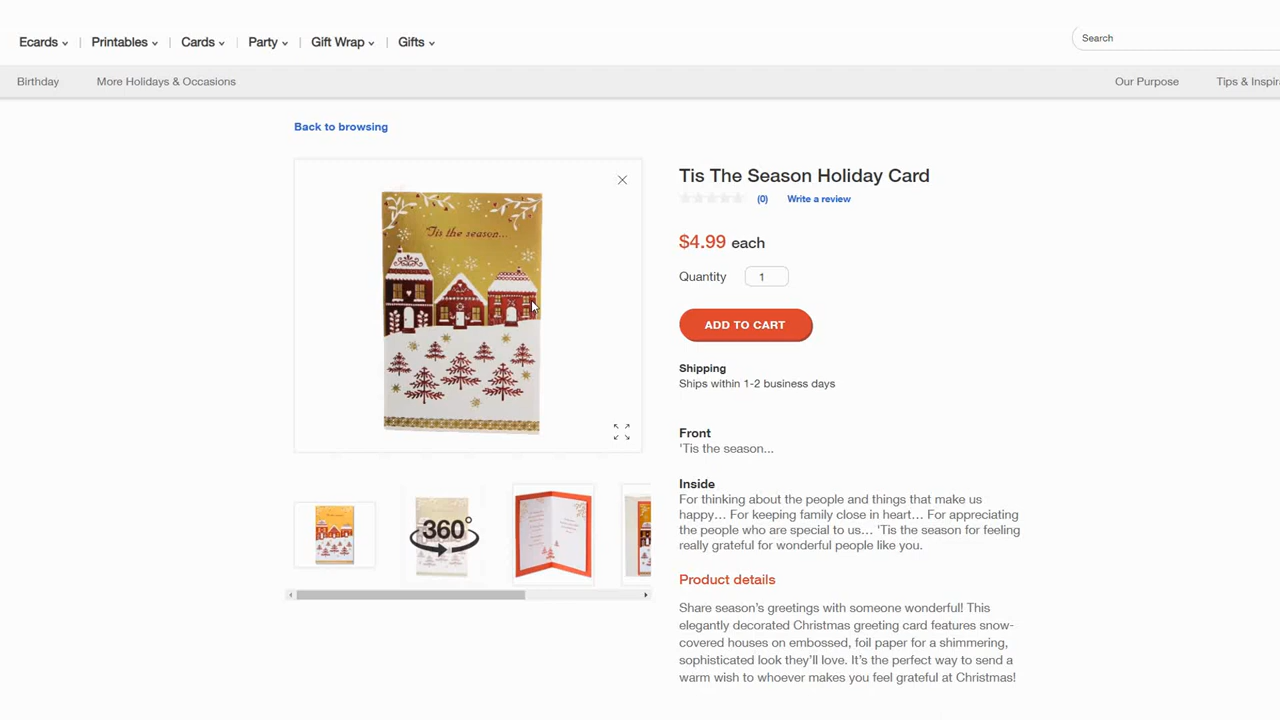 Ecards | Printables | Cards | Party | Gift Wrap | Gifts
Search
Birthday More Holidays & Occasions Our Purpose Tips & Inspir
Back to browsing
'Tis the season...
Tis The Season Holiday Card
(0) Write a review
$4.99 each
Quantity 1
ADD TO CART
Shipping
Ships within 1-2 business days
Front
'Tis the season...
Inside
For thinking about the people and things that make us
happy... For keeping family close in heart... For appreciating
the people who are special to us... 'Tis the season for feeling
really grateful for wonderful people like you.
360°
Product details
Share season's greetings with someone wonderful! This
elegantly decorated Christmas greeting card features snow-
covered houses on embossed, foil paper for a shimmering,
sophisticated look they'll love. It's the perfect way to send a
warm wish to whoever makes you feel grateful at Christmas!